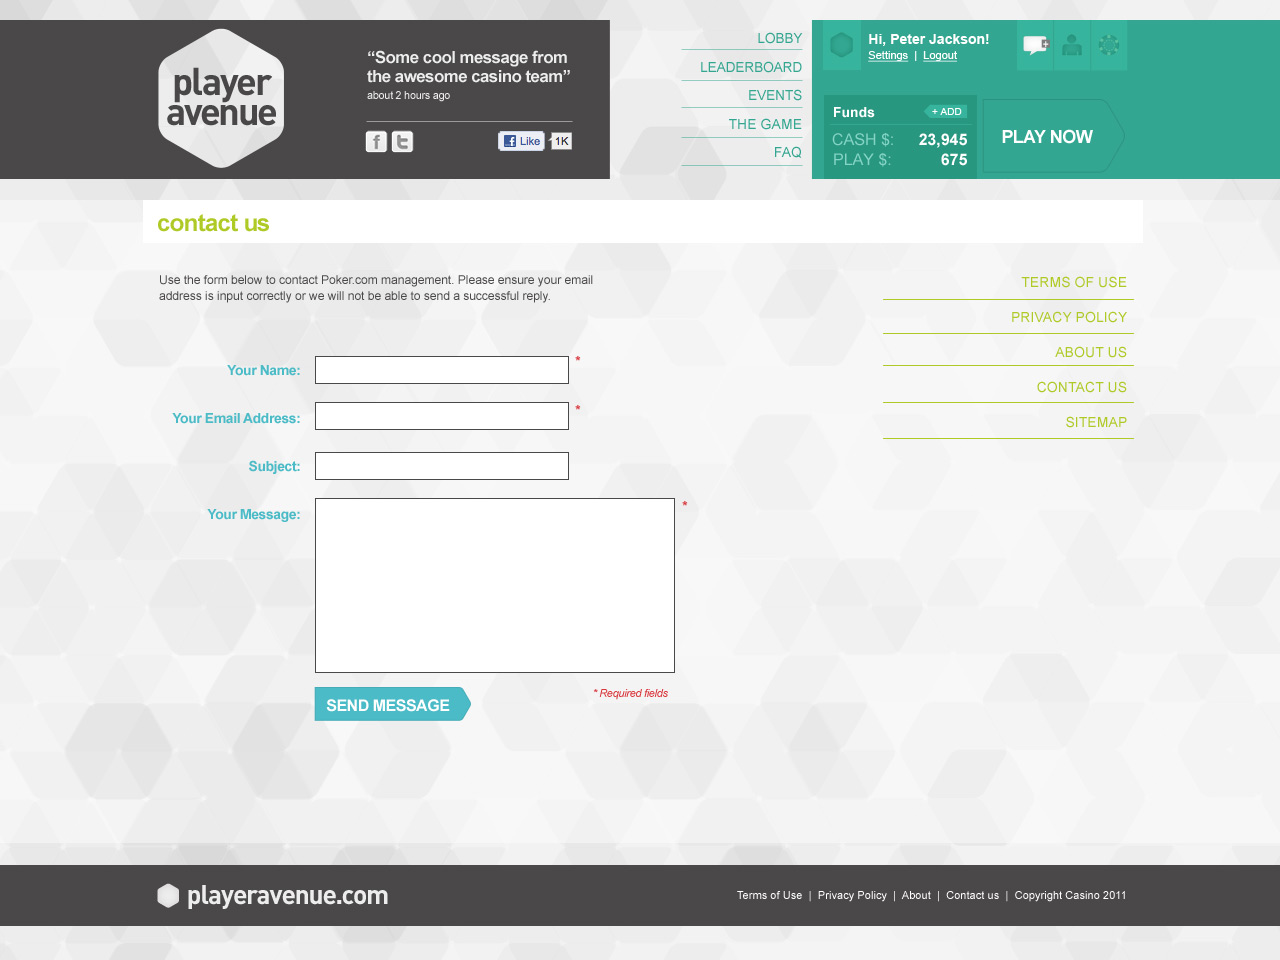 player
avenue
“Some cool message from
the awesome casino team”
about 2 hours ago
f t Like 1K
LOBBY
LEADERBOARD
EVENTS
THE GAME
FAQ
Hi, Peter Jackson!
Settings | Logout
Funds + ADD
CASH $: 23,945
PLAY $: 675
PLAY NOW
contact us
Use the form below to contact Poker.com management. Please ensure your email
address is input correctly or we will not be able to send a successful reply.
Your Name: *
Your Email Address: *
Subject:
Your Message: *
SEND MESSAGE
* Required fields
TERMS OF USE
PRIVACY POLICY
ABOUT US
CONTACT US
SITEMAP
playeravenue.com
Terms of Use | Privacy Policy | About | Contact us | Copyright Casino 2011